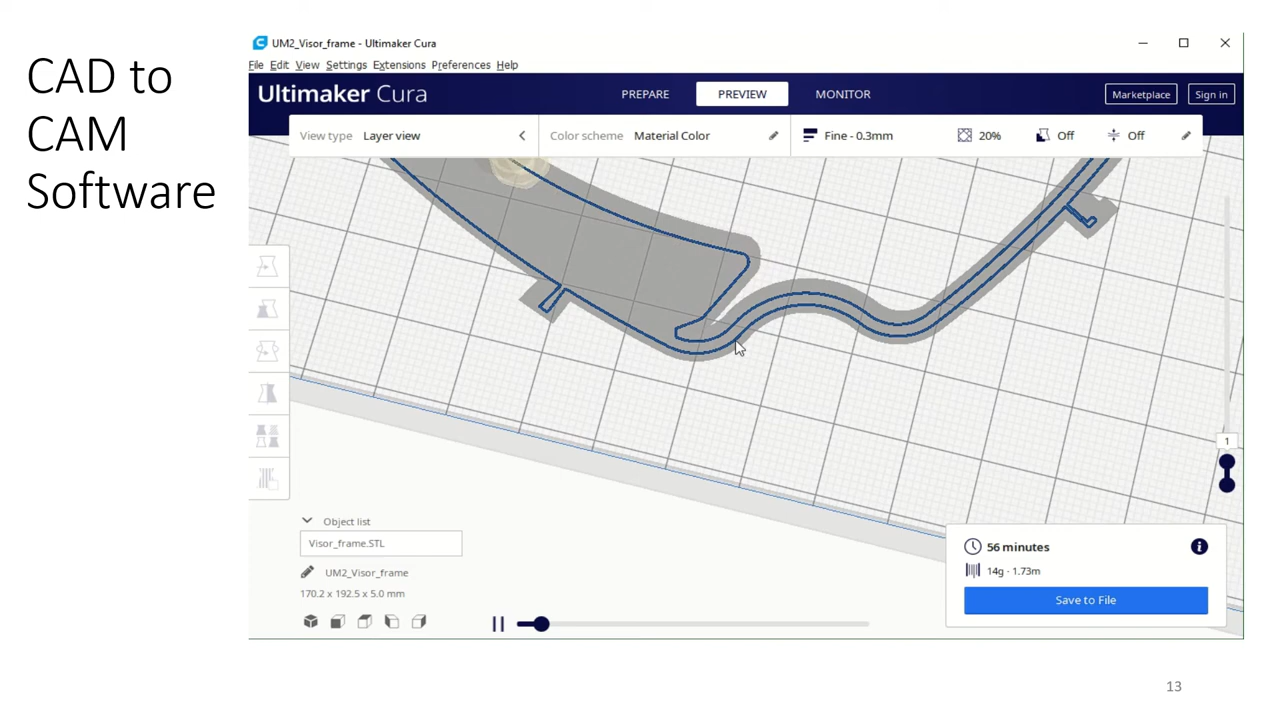 CAD to
CAM
Software
UM2_Visor_frame - Ultimaker Cura
File Edit View Settings Extensions Preferences Help
Ultimaker Cura
PREPARE PREVIEW MONITOR
Marketplace Sign in
View type Layer view
Color scheme Material Color
Fine - 0.3mm 20% Off Off
1
Object list
Visor_frame.STL
UM2_Visor_frame
170.2 x 192.5 x 5.0 mm
56 minutes
14g · 1.73m
Save to File
13